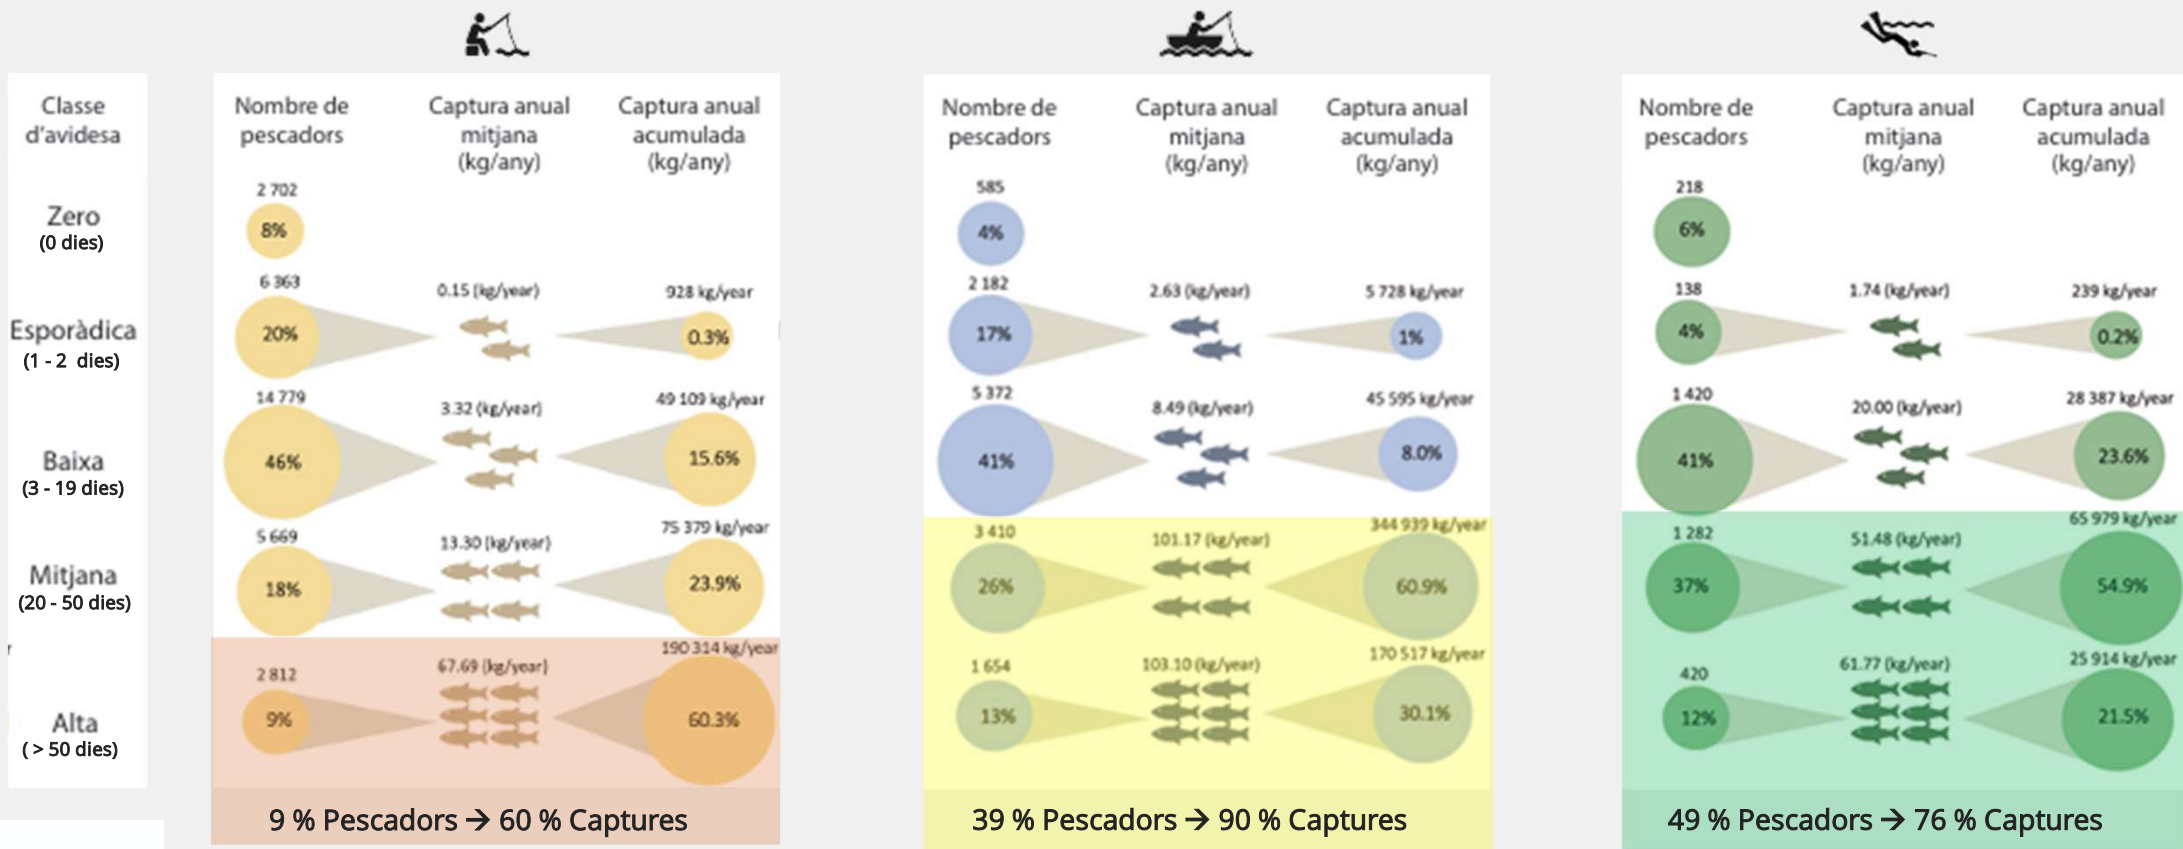 Classe
d'avidesa
Zero
(0 dies)
Esporàdica
(1 - 2 dies)
Baixa
(3 - 19 dies)
Mitjana
(20 - 50 dies)
Alta
( > 50 dies)
Nombre de
pescadors
Captura anual
mitjana
(kg/any)
Captura anual
acumulada
(kg/any)
2 702
8%
6 363
20%
0.15 (kg/year)
928 kg/year
0.3%
14 779
46%
3.32 (kg/year)
49 109 kg/year
15.6%
5 669
18%
13.30 (kg/year)
75 379 kg/year
23.9%
2 812
9%
67.69 (kg/year)
190 314 kg/year
60.3%
9 % Pescadors → 60 % Captures
Nombre de
pescadors
Captura anual
mitjana
(kg/any)
Captura anual
acumulada
(kg/any)
585
4%
2 182
17%
2.63 (kg/year)
5 728 kg/year
1%
5 372
41%
8.49 (kg/year)
45 595 kg/year
8.0%
3 410
26%
101.17 (kg/year)
344 939 kg/year
60.9%
1 654
13%
103.10 (kg/year)
170 517 kg/year
30.1%
39 % Pescadors → 90 % Captures
Nombre de
pescadors
Captura anual
mitjana
(kg/any)
Captura anual
acumulada
(kg/any)
218
6%
138
4%
1.74 (kg/year)
239 kg/year
0.2%
1 420
41%
20.00 (kg/year)
28 387 kg/year
23.6%
1 282
37%
51.48 (kg/year)
65 979 kg/year
54.9%
420
12%
61.77 (kg/year)
25 914 kg/year
21.5%
49 % Pescadors → 76 % Captures